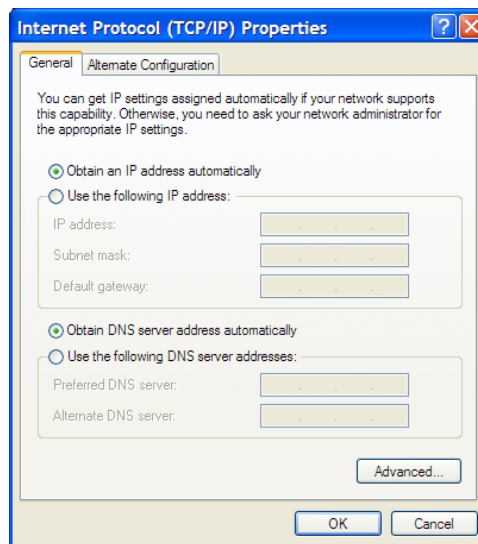 Internet Protocol (TCP/IP) Properties
General
Alternate Configuration
You can get IP settings assigned automatically if your network supports
this capability. Otherwise, you need to ask your network administrator for
the appropriate IP settings.
Obtain an IP address automatically
Use the following IP address:
IP address:
Subnet mask:
Default gateway:
Obtain DNS server address automatically
Use the following DNS server addresses:
Preferred DNS server:
Alternate DNS server:
Advanced...
OK
Cancel